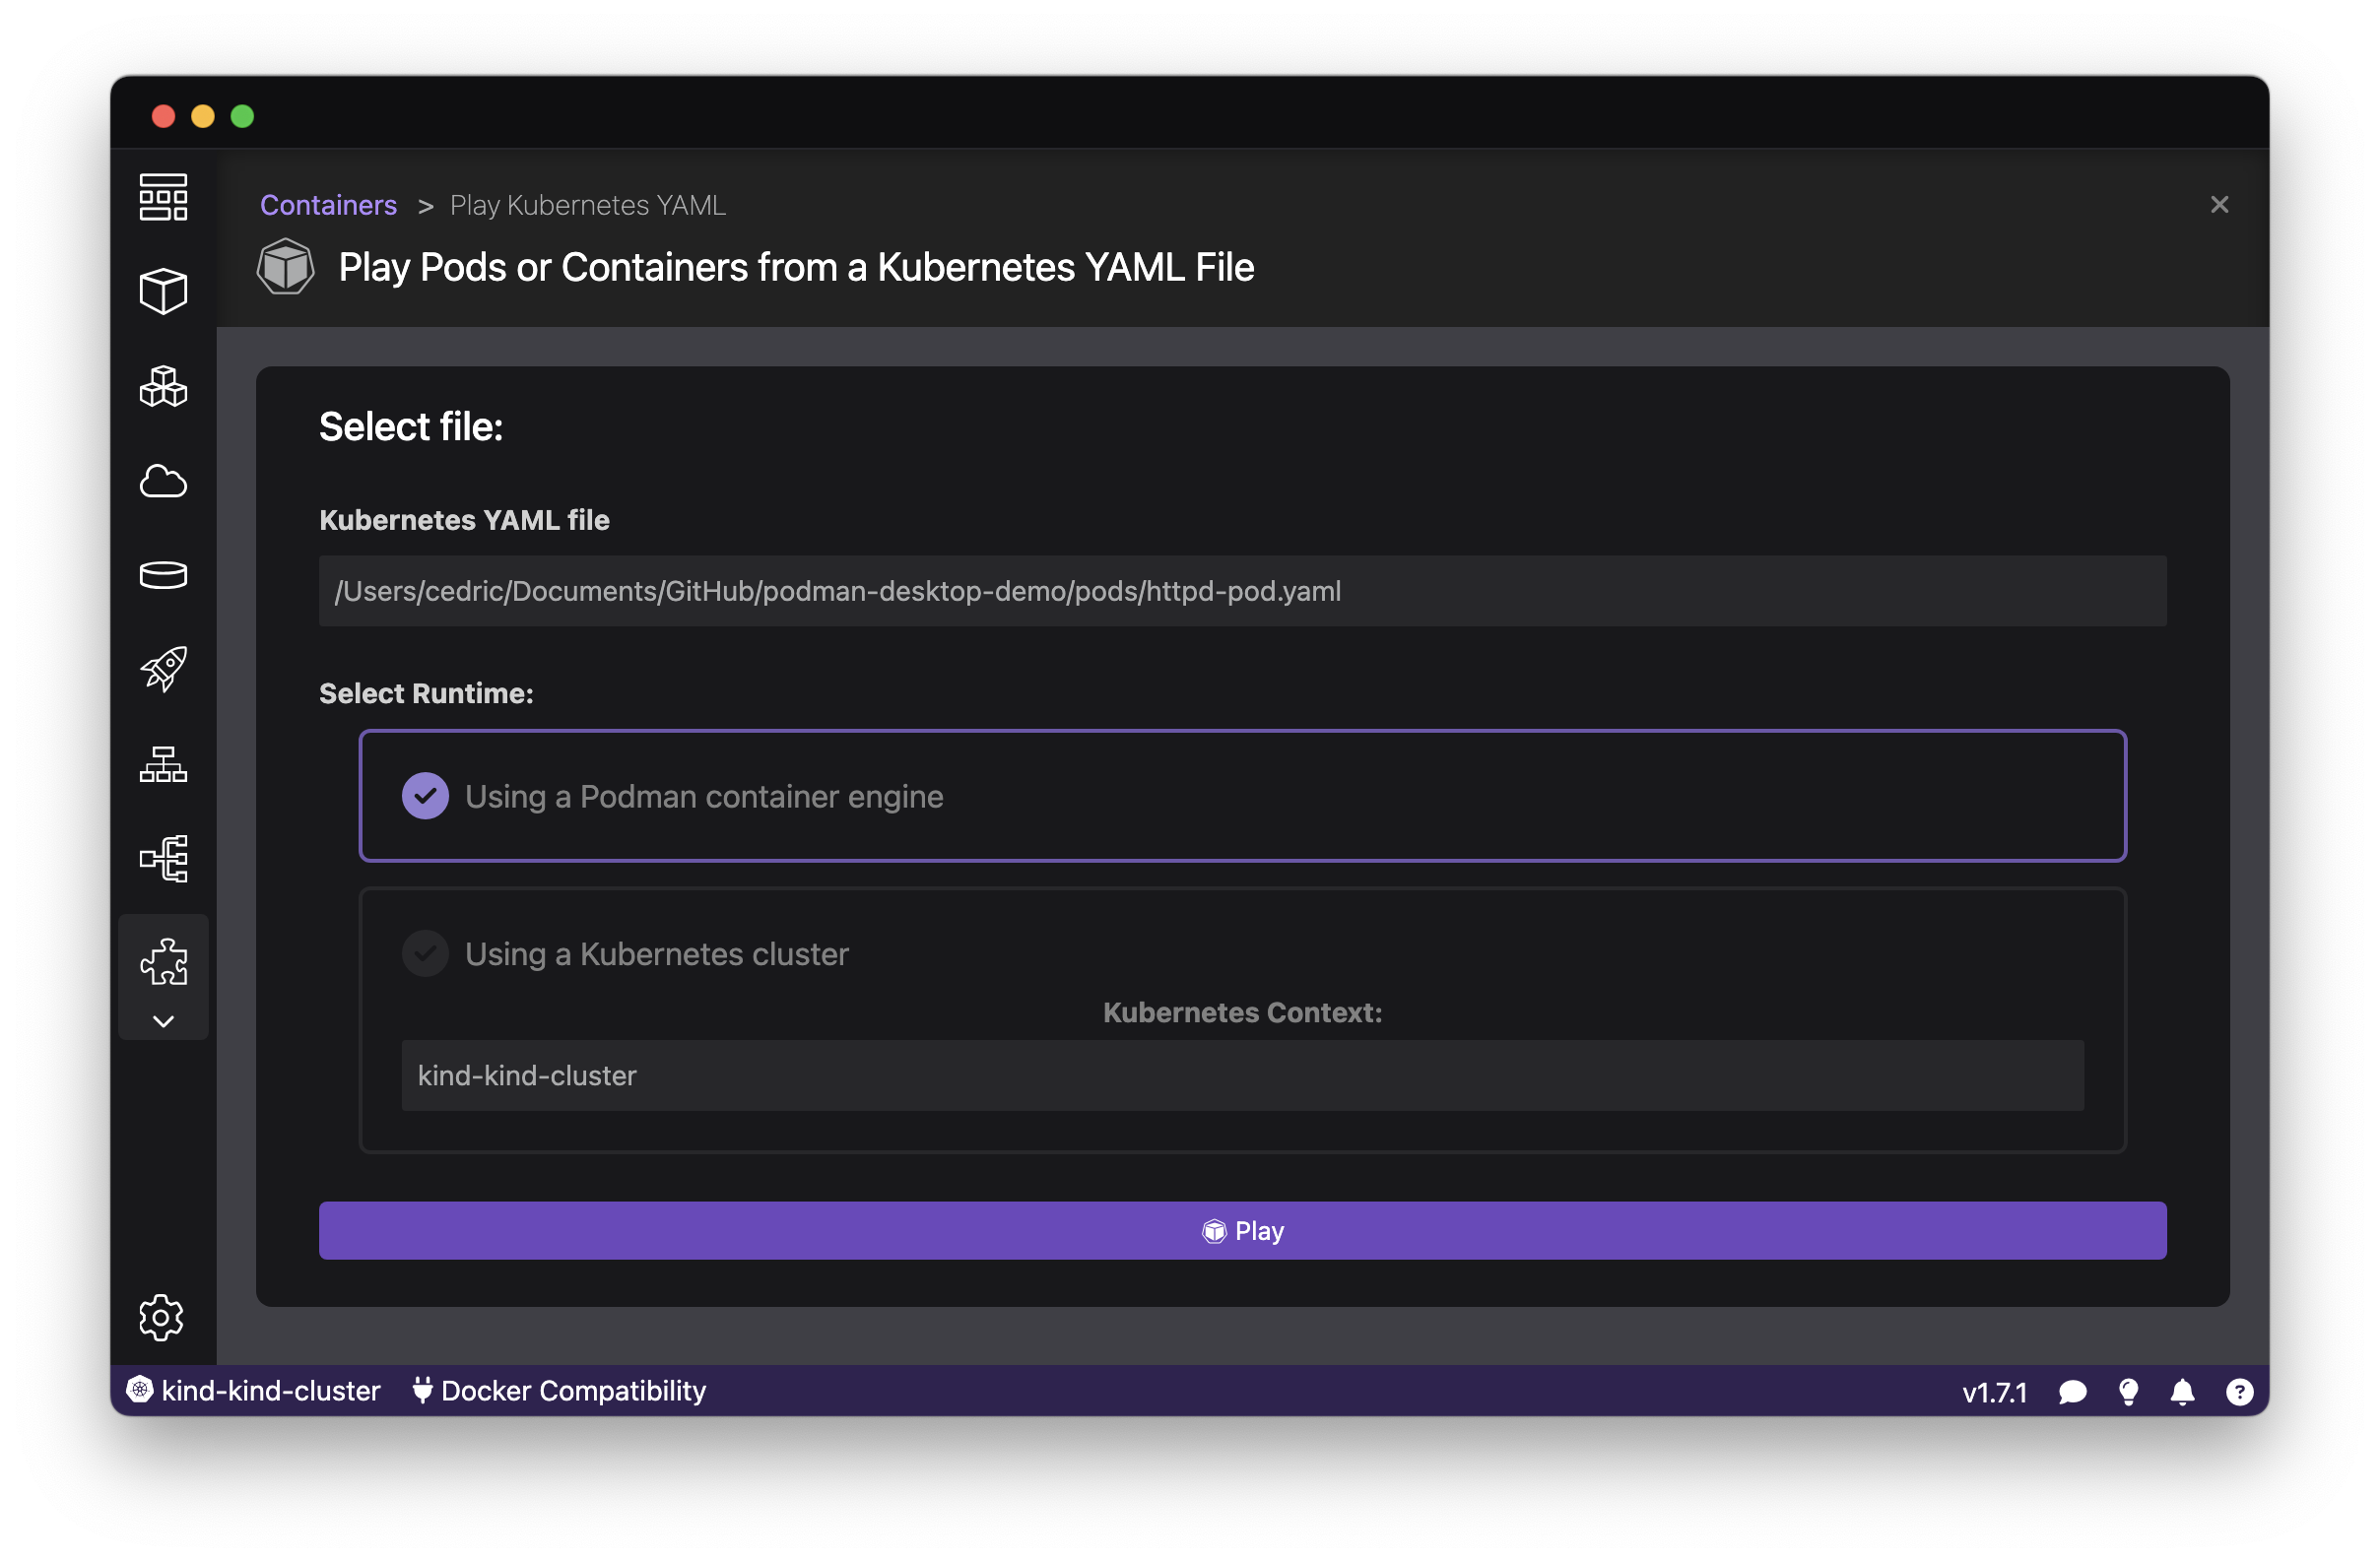 Containers > Play Kubernetes YAML
Play Pods or Containers from a Kubernetes YAML File
Select file:
Kubernetes YAML file
/Users/cedric/Documents/GitHub/podman-desktop-demo/pods/httpd-pod.yaml
Select Runtime:
Using a Podman container engine
Using a Kubernetes cluster
Kubernetes Context:
kind-kind-cluster
Play
kind-kind-cluster Docker Compatibility v1.7.1